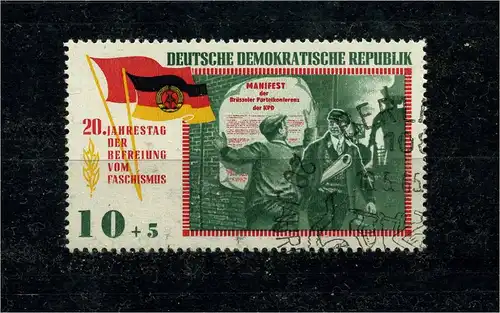 DEUTSCHE DEMOKRATISCHE REPUBLIK
MANIFEST
der
Brüsseler Parteikonferenz
der KPD
20. JAHRESTAG
DER
BEFREIUNG
VOM
FASCHISMUS
10 + 5